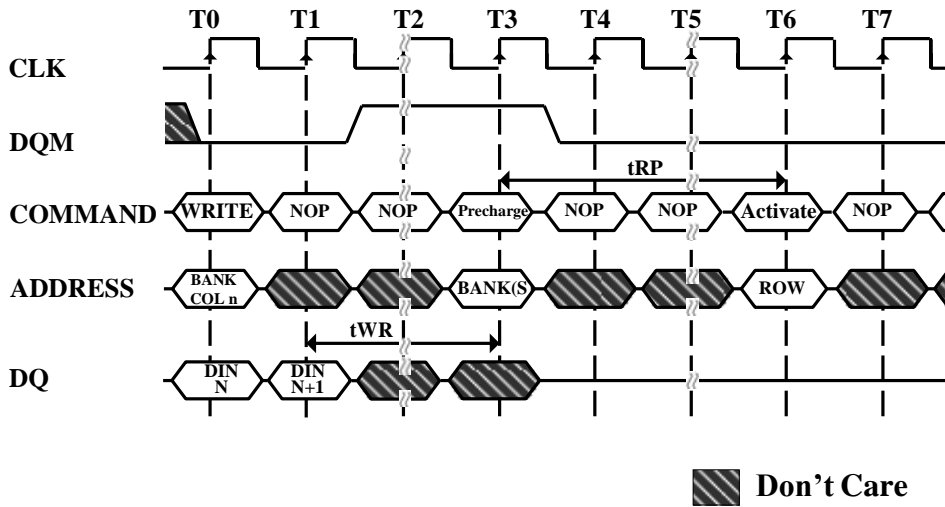 T0 T1 T2 T3 T4 T5 T6 T7
CLK
DQM
tRP
COMMAND WRITE NOP NOP Precharge NOP NOP Activate NOP
ADDRESS BANK COL n BANK(S ROW
tWR
DQ DIN N DIN N+1
Don't Care